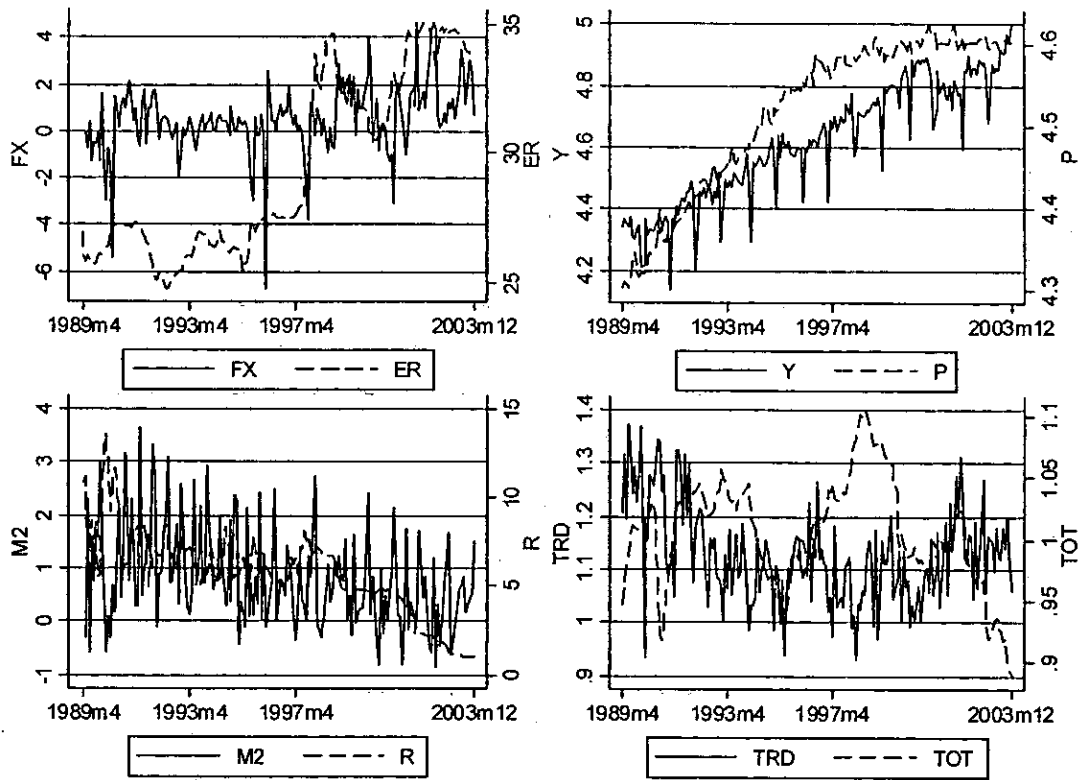 4
2
0
-2
-4
-6
FX
35
30
25
ER
1989m4 1993m4 1997m4 2003m12
FX ER
5
4.8
4.6
4.4
4.2
Y
4.6
4.5
4.4
4.3
P
1989m4 1993m4 1997m4 2003m12
Y P
4
3
2
1
0
-1
M2
15
10
5
0
R
1989m4 1993m4 1997m4 2003m12
M2 R
1.4
1.3
1.2
1.1
1
.9
TRD
1.1
1.05
1
.95
.9
TOT
1989m4 1993m4 1997m4 2003m12
TRD TOT